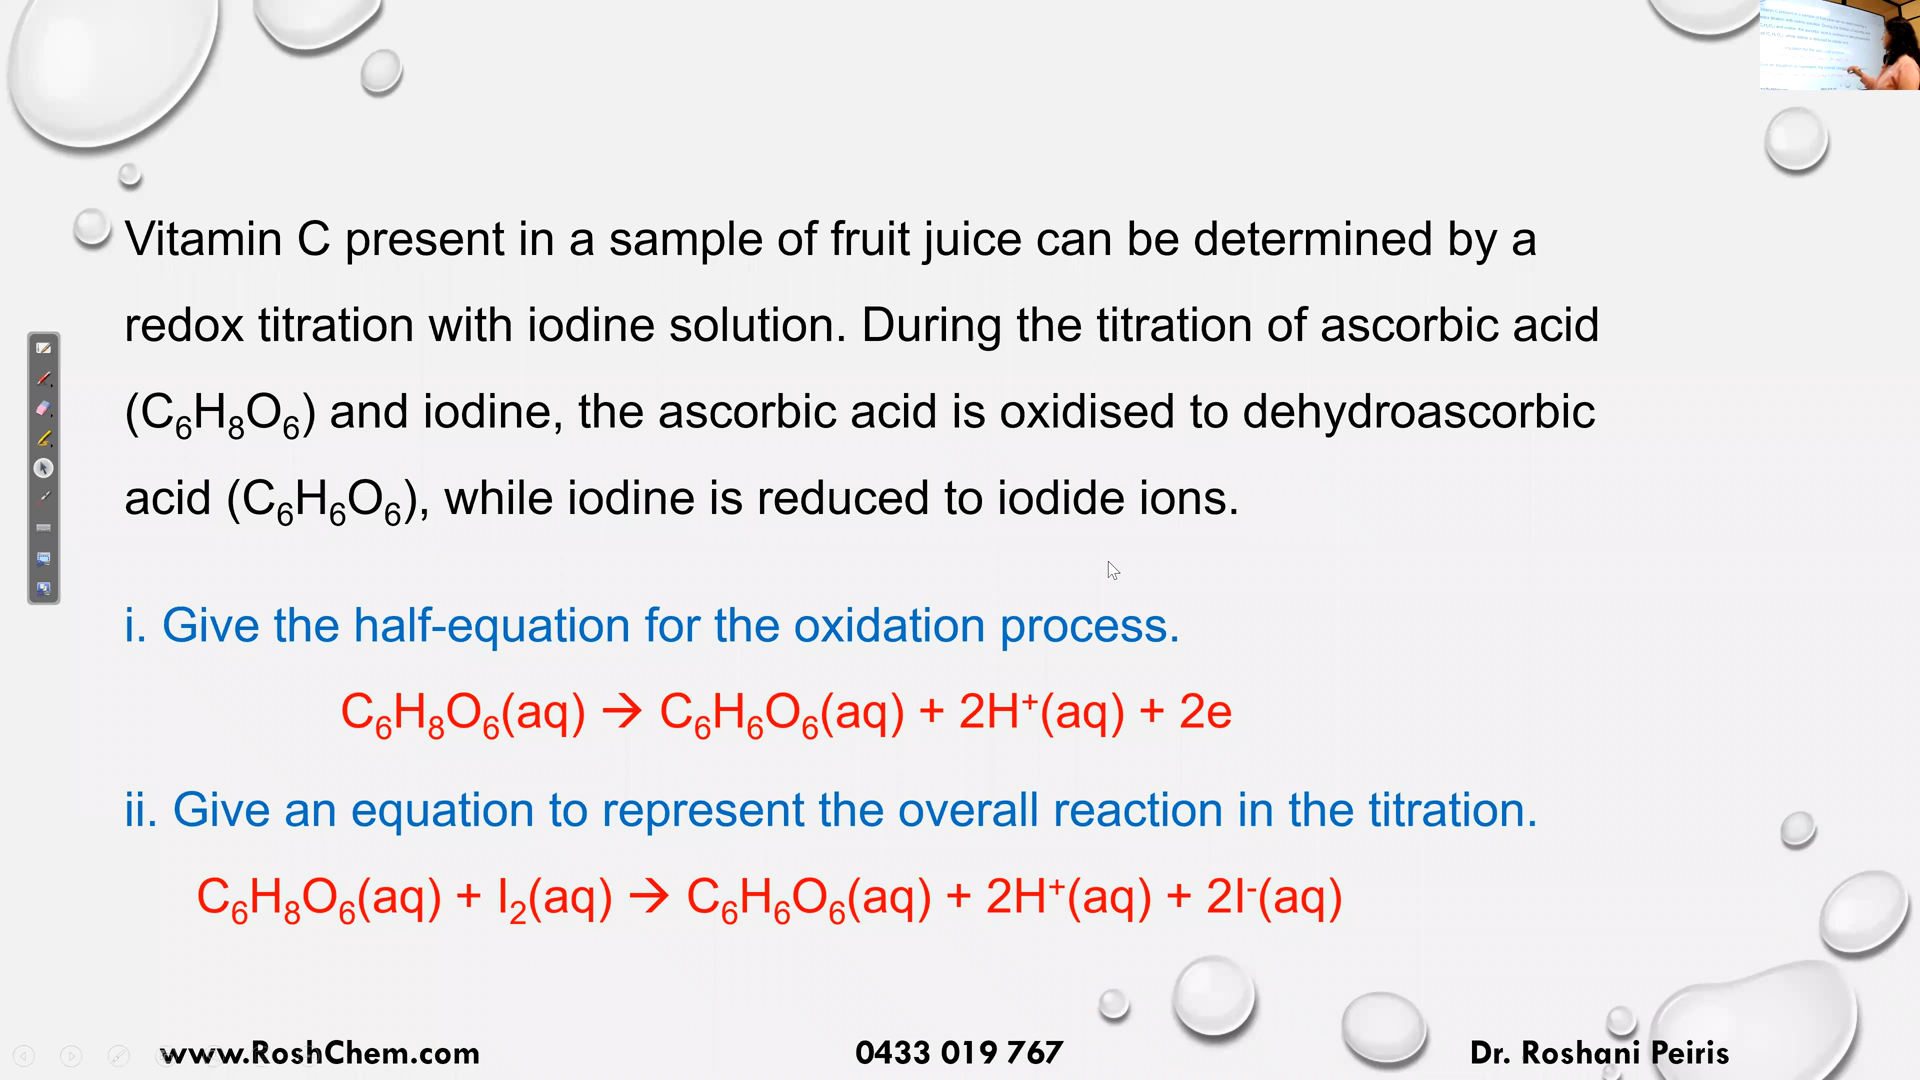 Vitamin C present in a sample of fruit juice can be determined by a
redox titration with iodine solution. During the titration of ascorbic acid
(C₆H₈O₆) and iodine, the ascorbic acid is oxidised to dehydroascorbic
acid (C₆H₆O₆), while iodine is reduced to iodide ions.
i. Give the half-equation for the oxidation process.
C₆H₈O₆(aq) → C₆H₆O₆(aq) + 2H⁺(aq) + 2e
ii. Give an equation to represent the overall reaction in the titration.
C₆H₈O₆(aq) + I₂(aq) → C₆H₆O₆(aq) + 2H⁺(aq) + 2I⁻(aq)
www.RoshChem.com 0433 019 767 Dr. Roshani Peiris